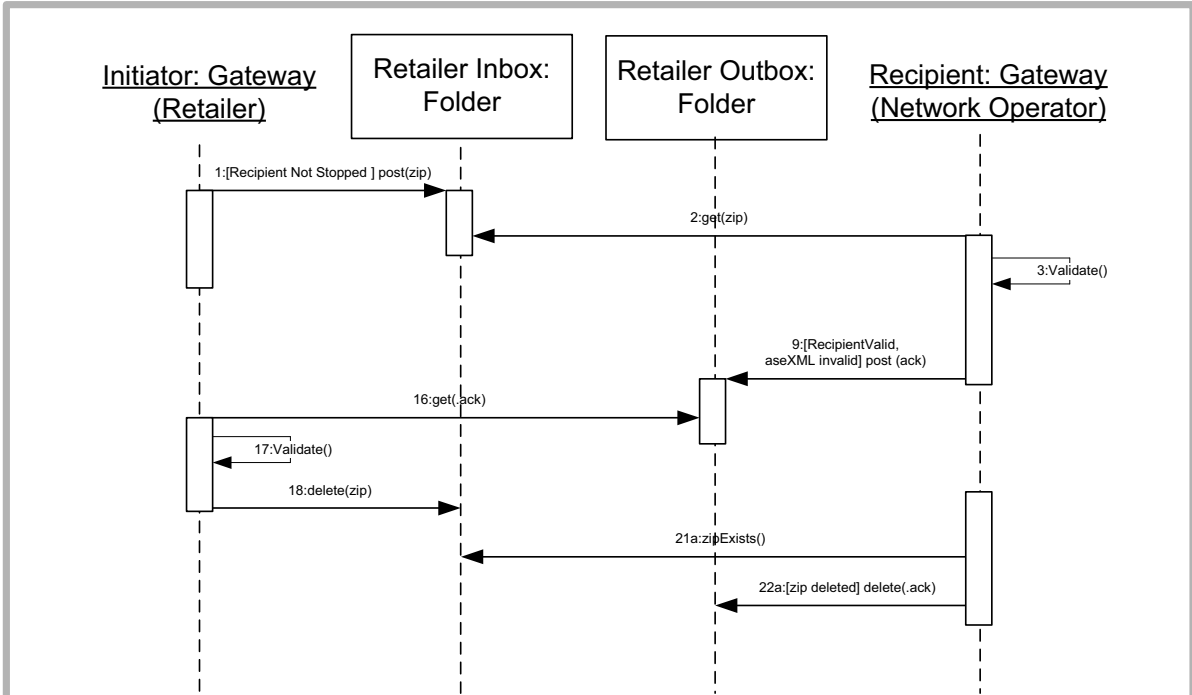 Initiator: Gateway
(Retailer)
Retailer Inbox:
Folder
Retailer Outbox:
Folder
Recipient: Gateway
(Network Operator)
1:[Recipient Not Stopped ] post(zip)
2:get(zip)
3:Validate()
9:[RecipientValid,
aseXML invalid] post (ack)
16:get(.ack)
17:Validate()
18:delete(zip)
21a:zipExists()
22a:[zip deleted] delete(.ack)